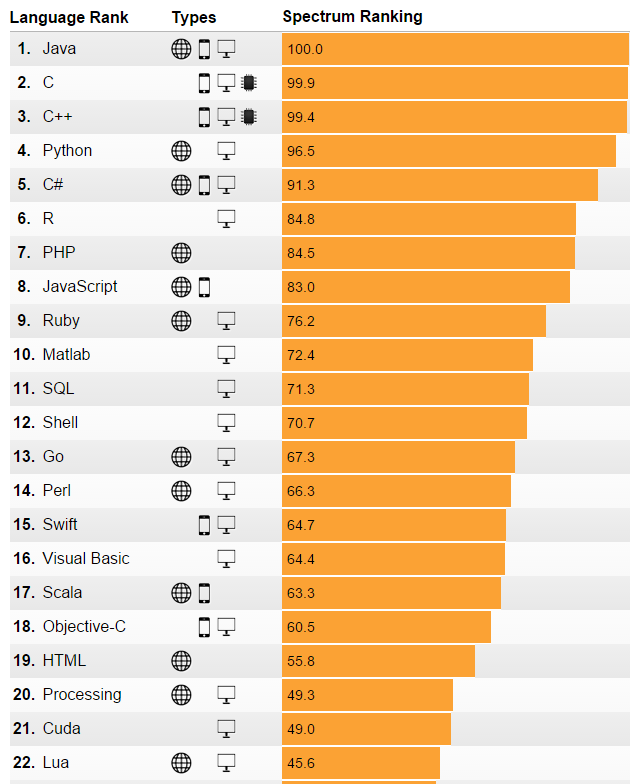 Language Rank Types Spectrum Ranking
1. Java 100.0
2. C 99.9
3. C++ 99.4
4. Python 96.5
5. C# 91.3
6. R 84.8
7. PHP 84.5
8. JavaScript 83.0
9. Ruby 76.2
10. Matlab 72.4
11. SQL 71.3
12. Shell 70.7
13. Go 67.3
14. Perl 66.3
15. Swift 64.7
16. Visual Basic 64.4
17. Scala 63.3
18. Objective-C 60.5
19. HTML 55.8
20. Processing 49.3
21. Cuda 49.0
22. Lua 45.6